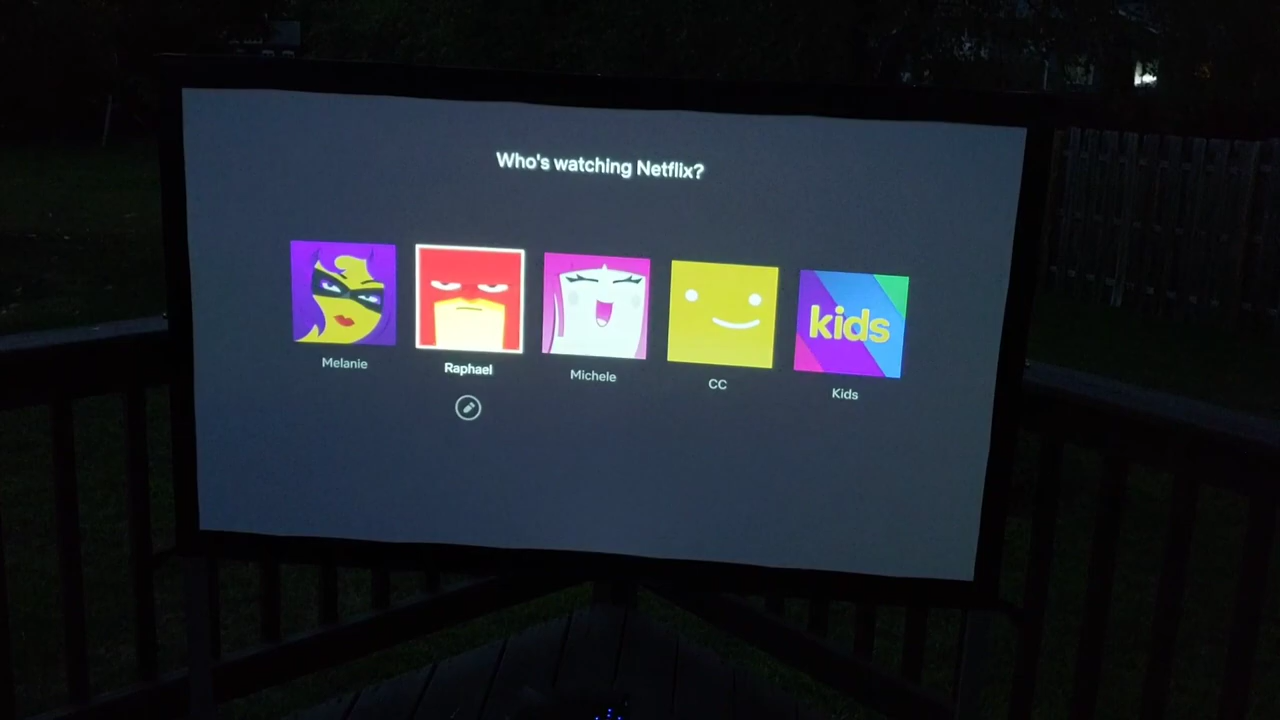 Who's watching Netflix?
kids
Melanie
Raphael
Michele
CC
Kids